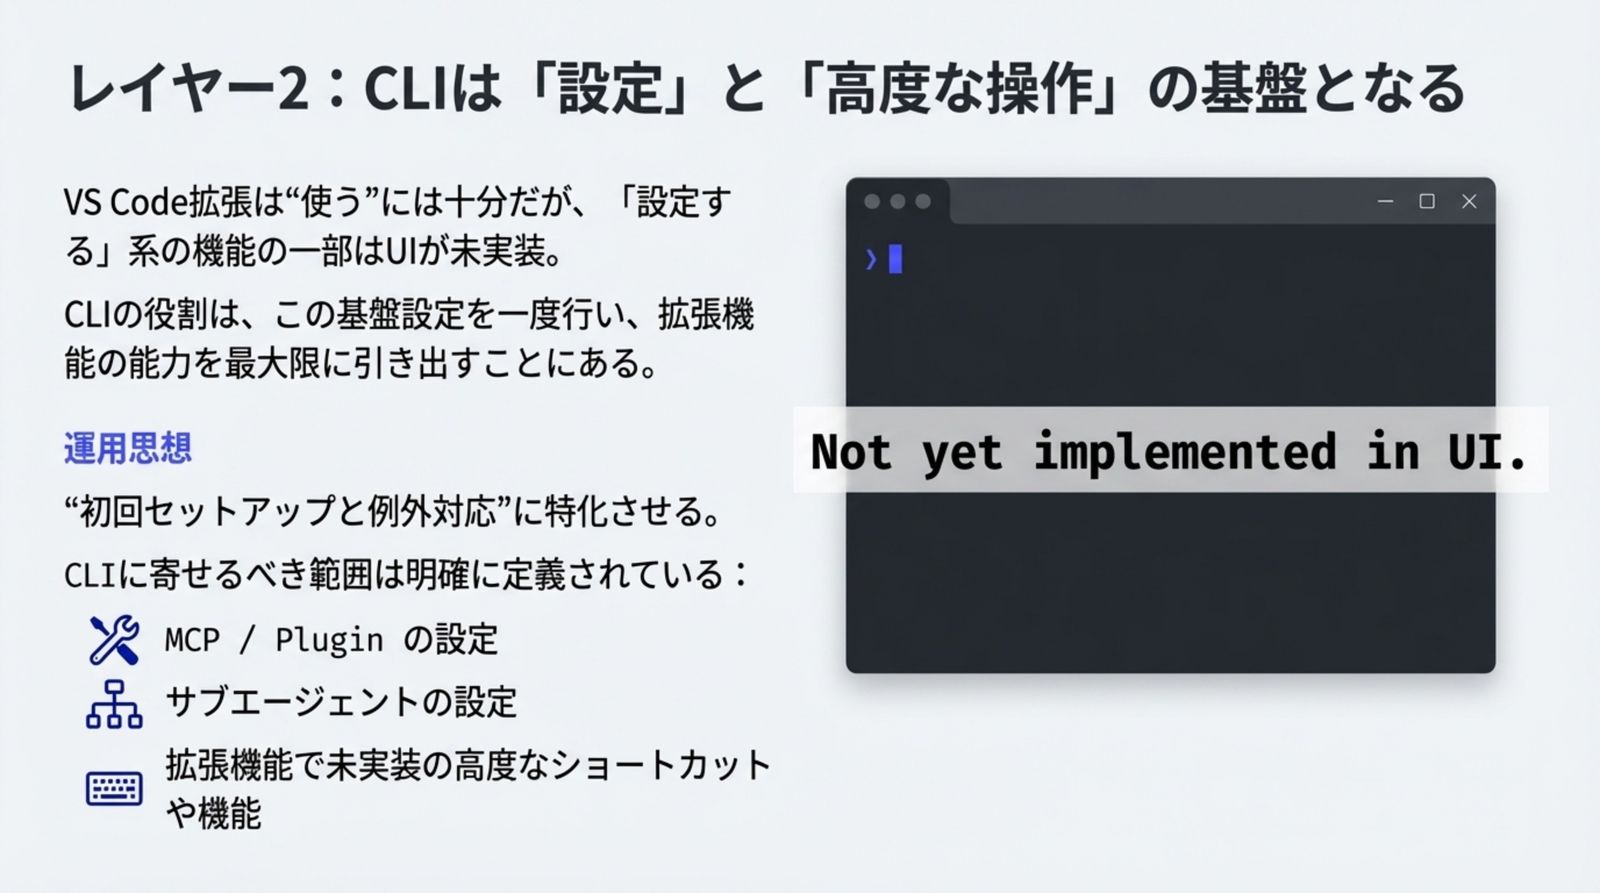 レイヤー2：CLIは「設定」と「高度な操作」の基盤となる
VS Code拡張は“使う”には十分だが、「設定す
る」系の機能の一部はUIが未実装。
CLIの役割は、この基盤設定を一度行い、拡張機
能の能力を最大限に引き出すことにある。
運用思想
“初回セットアップと例外対応”に特化させる。
CLIに寄せるべき範囲は明確に定義されている：
MCP / Plugin の設定
サブエージェントの設定
拡張機能で未実装の高度なショートカット
や機能
❯
Not yet implemented in UI.